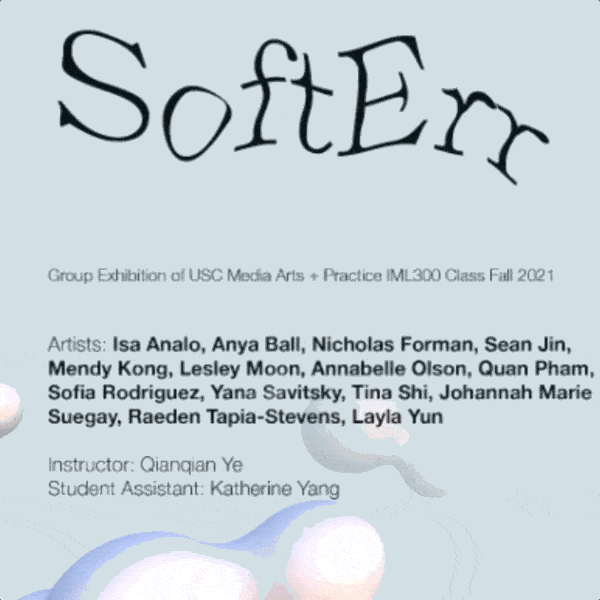 SoftErr
Group Exhibition of USC Media Arts + Practice IML300 Class Fall 2021
Artists: Isa Analo, Anya Ball, Nicholas Forman, Sean Jin,
Mendy Kong, Lesley Moon, Annabelle Olson, Quan Pham,
Sofia Rodriguez, Yana Savitsky, Tina Shi, Johannah Marie
Suegay, Raeden Tapia-Stevens, Layla Yun
Instructor: Qianqian Ye
Student Assistant: Katherine Yang